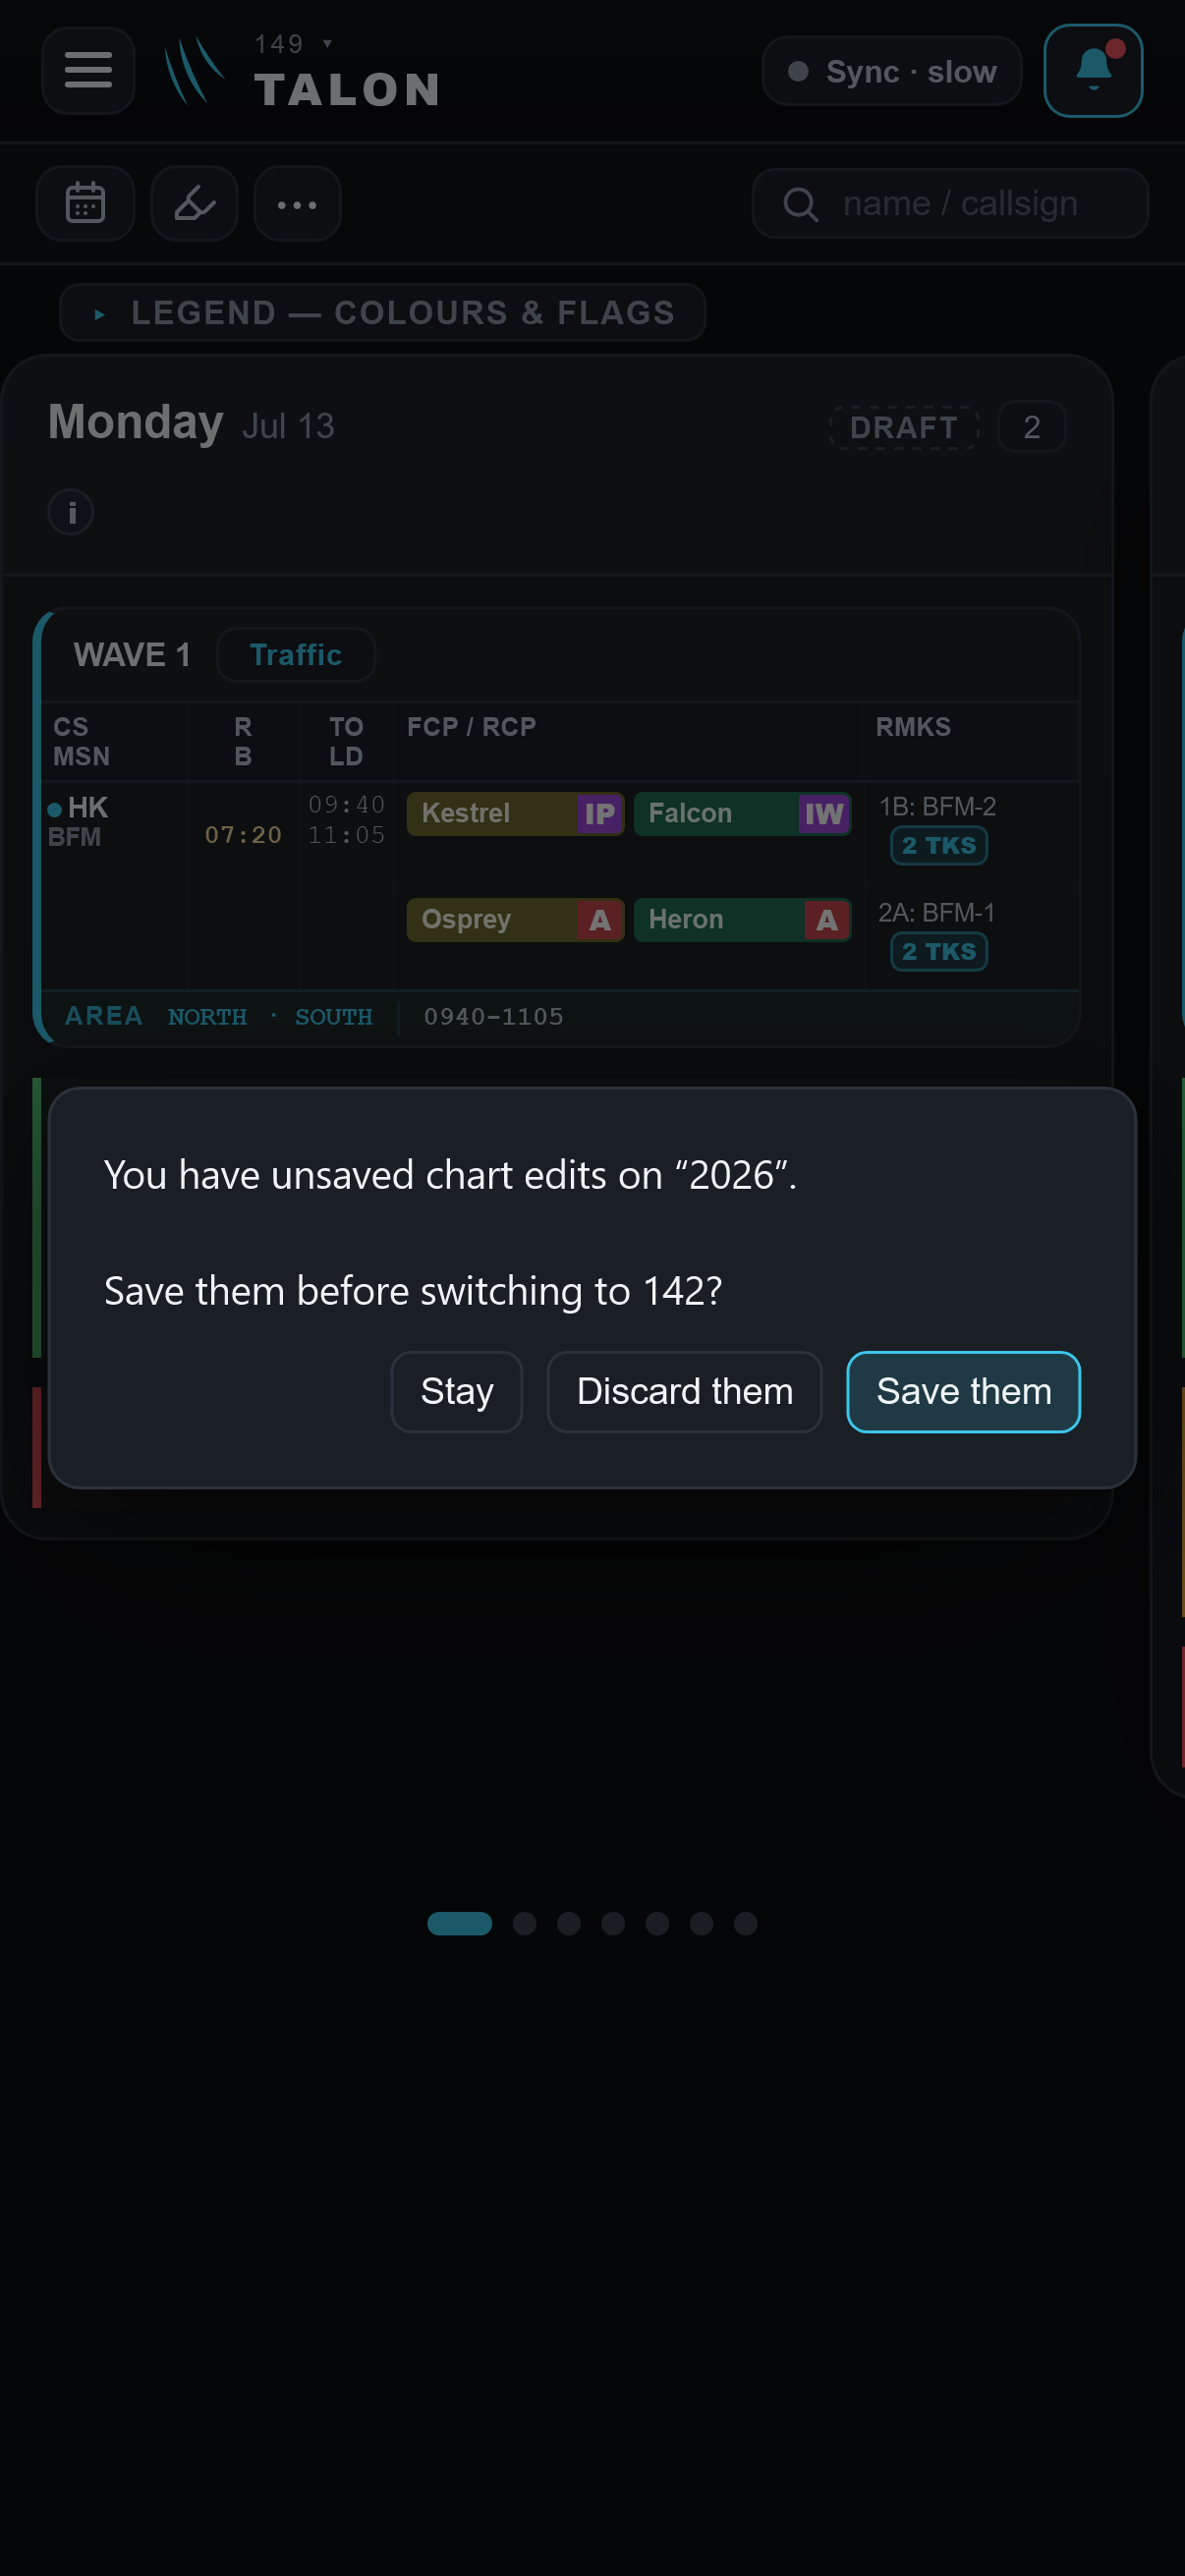 149 ▾
TALON
Sync · slow
name / callsign
▸ LEGEND — COLOURS & FLAGS
Monday Jul 13
DRAFT 2
i
WAVE 1 Traffic
CS MSN R B TO LD FCP / RCP RMKS
HK BFM 07:20 09:40 11:05 Kestrel IP Falcon IW 1B: BFM-2 2 TKS
Osprey A Heron A 2A: BFM-1 2 TKS
AREA NORTH · SOUTH 0940–1105
You have unsaved chart edits on “2026”.
Save them before switching to 142?
Stay Discard them Save them